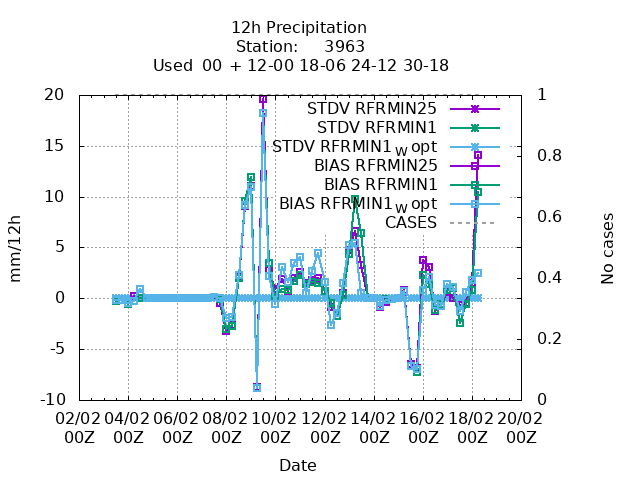 12h Precipitation
Station: 3963
Used 00 + 12-00 18-06 24-12 30-18
20
15
10
5
0
-5
-10
mm/12h
1
0.8
0.6
0.4
0.2
0
No cases
STDV RFRMIN25
STDV RFRMIN1
STDV RFRMIN1_W opt
BIAS RFRMIN25
BIAS RFRMIN1
BIAS RFRMIN1_W opt
CASES
02/02 04/02 06/02 08/02 10/02 12/02 14/02 16/02 18/02 20/02
00Z 00Z 00Z 00Z 00Z 00Z 00Z 00Z 00Z 00Z
Date